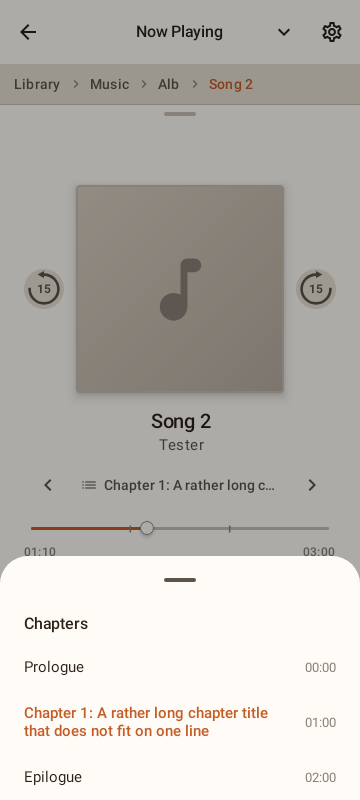 Now Playing
Library > Music > Alb > Song 2
15
15
Song 2
Tester
Chapter 1: A rather long c...
01:10 03:00
Chapters
Prologue 00:00
Chapter 1: A rather long chapter title
that does not fit on one line 01:00
Epilogue 02:00